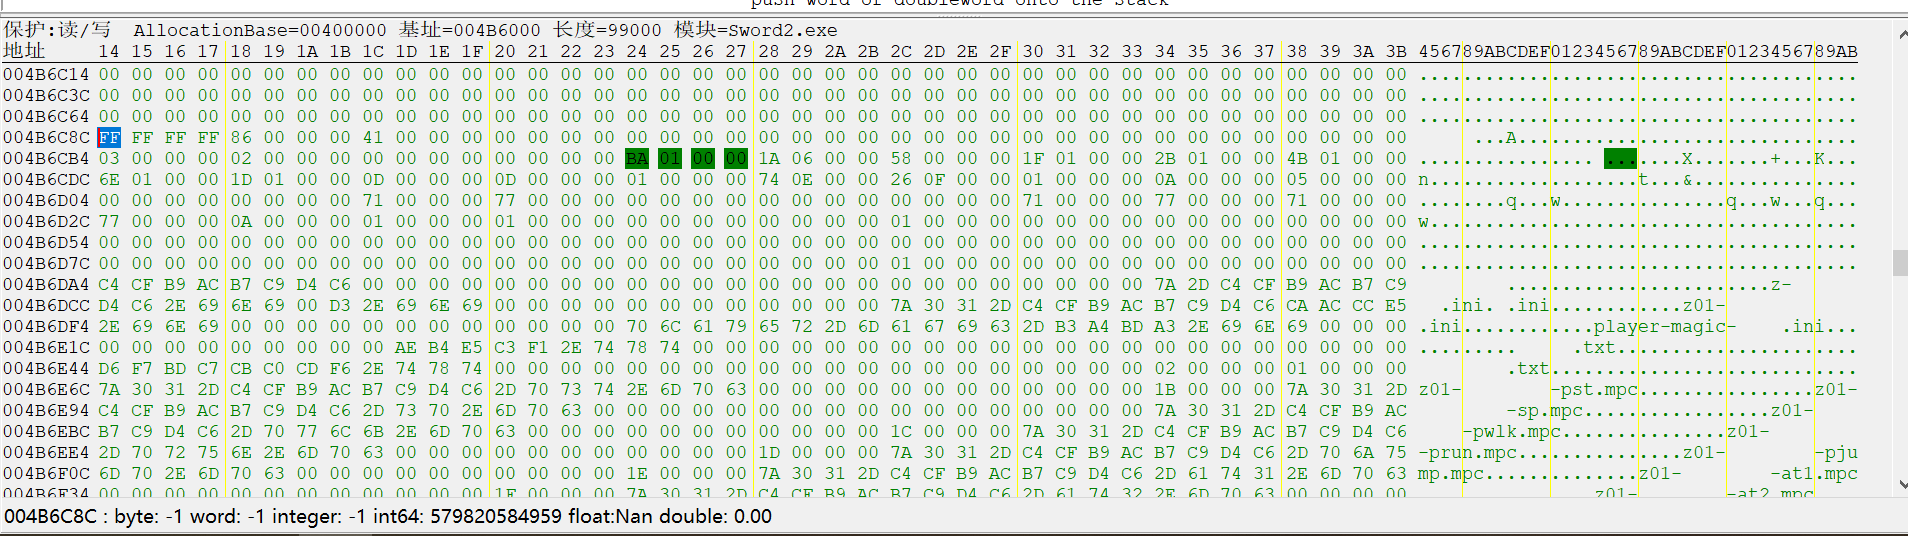 push word or doubleword onto the stack
保护:读/写 AllocationBase=00400000 基址=004B6000 长度=99000 模块=Sword2.exe
地址 14 15 16 17 18 19 1A 1B 1C 1D 1E 1F 20 21 22 23 24 25 26 27 28 29 2A 2B 2C 2D 2E 2F 30 31 32 33 34 35 36 37 38 39 3A 3B 456789ABCDEF0123456789ABCDEF0123456789AB
004B6C14 00 00 00 00 00 00 00 00 00 00 00 00 00 00 00 00 00 00 00 00 00 00 00 00 00 00 00 00 00 00 00 00 00 00 00 00 00 00 00 00 ........................................
004B6C3C 00 00 00 00 00 00 00 00 00 00 00 00 00 00 00 00 00 00 00 00 00 00 00 00 00 00 00 00 00 00 00 00 00 00 00 00 00 00 00 00 ........................................
004B6C64 00 00 00 00 00 00 00 00 00 00 00 00 00 00 00 00 00 00 00 00 00 00 00 00 00 00 00 00 00 00 00 00 00 00 00 00 00 00 00 00 ........................................
004B6C8C FF FF FF FF 86 00 00 00 41 00 00 00 00 00 00 00 00 00 00 00 00 00 00 00 00 00 00 00 00 00 00 00 00 00 00 00 00 00 00 00 ...A...............................
004B6CB4 03 00 00 00 02 00 00 00 00 00 00 00 00 00 00 00 BA 01 00 00 1A 06 00 00 58 00 00 00 1F 01 00 00 2B 01 00 00 4B 01 00 00 ................ .......X.......+...K...
004B6CDC 6E 01 00 00 1D 01 00 00 0D 00 00 00 0D 00 00 00 01 00 00 00 74 0E 00 00 26 0F 00 00 01 00 00 00 0A 00 00 00 05 00 00 00 n...................t...&...............
004B6D04 00 00 00 00 00 00 00 00 71 00 00 00 77 00 00 00 00 00 00 00 00 00 00 00 00 00 00 00 71 00 00 00 77 00 00 00 71 00 00 00 ........q...w...............q...w...q...
004B6D2C 77 00 00 00 0A 00 00 00 01 00 00 00 01 00 00 00 00 00 00 00 00 00 00 00 01 00 00 00 00 00 00 00 00 00 00 00 00 00 00 00 w.......................................
004B6D54 00 00 00 00 00 00 00 00 00 00 00 00 00 00 00 00 00 00 00 00 00 00 00 00 00 00 00 00 00 00 00 00 00 00 00 00 00 00 00 00 ........................................
004B6D7C 00 00 00 00 00 00 00 00 00 00 00 00 00 00 00 00 00 00 00 00 00 00 00 00 01 00 00 00 00 00 00 00 00 00 00 00 00 00 00 00 ........................................
004B6DA4 C4 CF B9 AC B7 C9 D4 C6 00 00 00 00 00 00 00 00 00 00 00 00 00 00 00 00 00 00 00 00 00 00 00 00 7A 2D C4 CF B9 AC B7 C9 ........................z-
004B6DCC D4 C6 2E 69 6E 69 00 D3 2E 69 6E 69 00 00 00 00 00 00 00 00 00 00 00 00 7A 30 31 2D C4 CF B9 AC B7 C9 D4 C6 CA AC CC E5 .ini. .ini............z01-
004B6DF4 2E 69 6E 69 00 00 00 00 00 00 00 00 00 00 00 00 70 6C 61 79 65 72 2D 6D 61 67 69 63 2D B3 A4 BD A3 2E 69 6E 69 00 00 00 .ini............player-magic- .ini...
004B6E1C 00 00 00 00 00 00 00 00 00 AE B4 E5 C3 F1 2E 74 78 74 00 00 00 00 00 00 00 00 00 00 00 00 00 00 00 00 00 00 00 00 00 00 ......... .txt......................
004B6E44 D6 F7 BD C7 CB C0 CD F6 2E 74 78 74 00 00 00 00 00 00 00 00 00 00 00 00 00 00 00 00 00 00 00 00 02 00 00 00 01 00 00 00 .txt............................
004B6E6C 7A 30 31 2D C4 CF B9 AC B7 C9 D4 C6 2D 70 73 74 2E 6D 70 63 00 00 00 00 00 00 00 00 00 00 00 00 1B 00 00 00 7A 30 31 2D z01- -pst.mpc................z01-
004B6E94 C4 CF B9 AC B7 C9 D4 C6 2D 73 70 2E 6D 70 63 00 00 00 00 00 00 00 00 00 00 00 00 00 00 00 00 00 7A 30 31 2D C4 CF B9 AC -sp.mpc.................z01-
004B6EBC B7 C9 D4 C6 2D 70 77 6C 6B 2E 6D 70 63 00 00 00 00 00 00 00 00 00 00 00 1C 00 00 00 7A 30 31 2D C4 CF B9 AC B7 C9 D4 C6 -pwlk.mpc...............z01-
004B6EE4 2D 70 72 75 6E 2E 6D 70 63 00 00 00 00 00 00 00 00 00 00 00 1D 00 00 00 7A 30 31 2D C4 CF B9 AC B7 C9 D4 C6 2D 70 6A 75 -prun.mpc...............z01- -pju
004B6F0C 6D 70 2E 6D 70 63 00 00 00 00 00 00 00 00 00 00 1E 00 00 00 7A 30 31 2D C4 CF B9 AC B7 C9 D4 C6 2D 61 74 31 2E 6D 70 63 mp.mpc..............z01- -at1.mpc
004B6F34 00 00 00 00 00 00 00 00 00 00 00 00 1F 00 00 00 7A 30 31 2D C4 CF B9 AC B7 C9 D4 C6 2D 61 74 32 2E 6D 70 63 00 00 00 00 ................z01- -at2.mpc....
004B6C8C : byte: -1 word: -1 integer: -1 int64: 579820584959 float:Nan double: 0.00